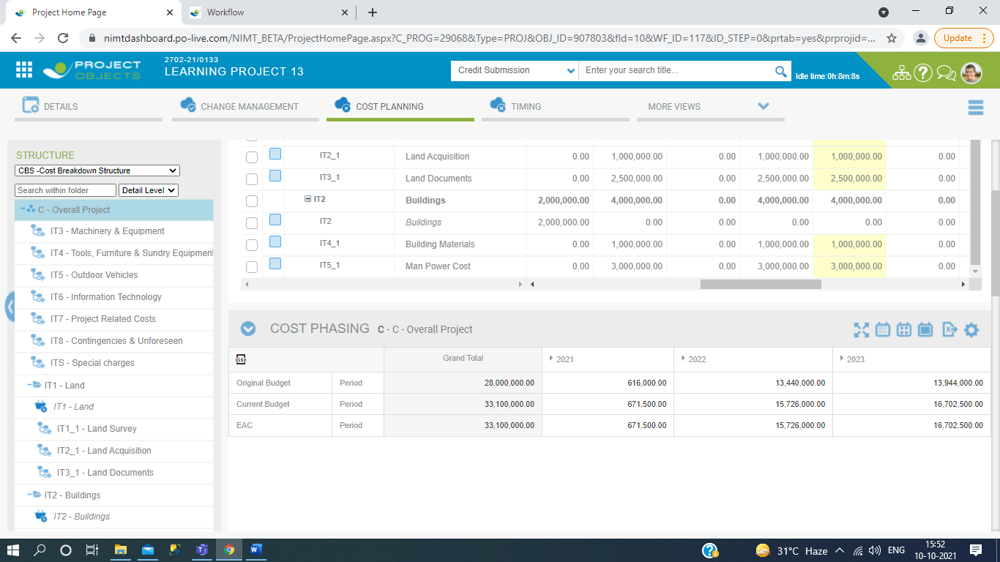 Project Home Page
Workflow
nimtdashboard.po-live.com/NIMT_BETA/ProjectHomePage.aspx?C_PROG=29068&Type=PROJ&OBJ_ID=907803&fId=10&WF_ID=117&ID_STEP=0&prtab=yes&prprojid=...
Update
PROJECT OBJECTS
2702-21/0133
LEARNING PROJECT 13
Credit Submission
Enter your search title...
Idle time:0h:8m:8s
DETAILS
CHANGE MANAGEMENT
COST PLANNING
TIMING
MORE VIEWS
STRUCTURE
CBS -Cost Breakdown Structure
Search within folder
Detail Level
C - Overall Project
IT3 - Machinery & Equipment
IT4 - Tools, Furniture & Sundry Equipment
IT5 - Outdoor Vehicles
IT6 - Information Technology
IT7 - Project Related Costs
IT8 - Contingencies & Unforeseen
ITS - Special charges
IT1 - Land
IT1 - Land
IT1_1 - Land Survey
IT2_1 - Land Acquisition
IT3_1 - Land Documents
IT2 - Buildings
IT2 - Buildings
IT2_1 Land Acquisition 0.00 1,000,000.00 0.00 1,000,000.00 1,000,000.00 0.00
IT3_1 Land Documents 0.00 2,500,000.00 0.00 2,500,000.00 2,500,000.00 0.00
IT2 Buildings 2,000,000.00 4,000,000.00 0.00 4,000,000.00 4,000,000.00 0.00
IT2 Buildings 2,000,000.00 0.00 0.00 0.00 0.00 0.00
IT4_1 Building Materials 0.00 1,000,000.00 0.00 1,000,000.00 1,000,000.00 0.00
IT5_1 Man Power Cost 0.00 3,000,000.00 0.00 3,000,000.00 3,000,000.00 0.00
COST PHASING C - C - Overall Project
XLSX Grand Total 2021 2022 2023
Original Budget Period 28,000,000.00 616,000.00 13,440,000.00 13,944,000.00
Current Budget Period 33,100,000.00 671,500.00 15,726,000.00 16,702,500.00
EAC Period 33,100,000.00 671,500.00 15,726,000.00 16,702,500.00
31°C Haze
ENG
15:52
10-10-2021